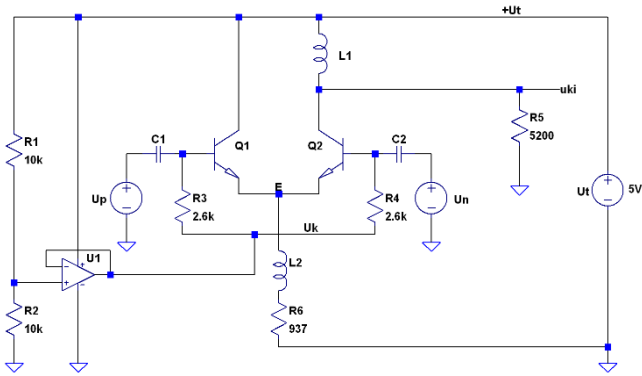 +Ut
L1
uki
R5
5200
R1
10k
C1
Q1
Q2
C2
Up
R3
2.6k
E
R4
2.6k
Un
Ut
5V
Uk
U1
L2
R2
10k
R6
937